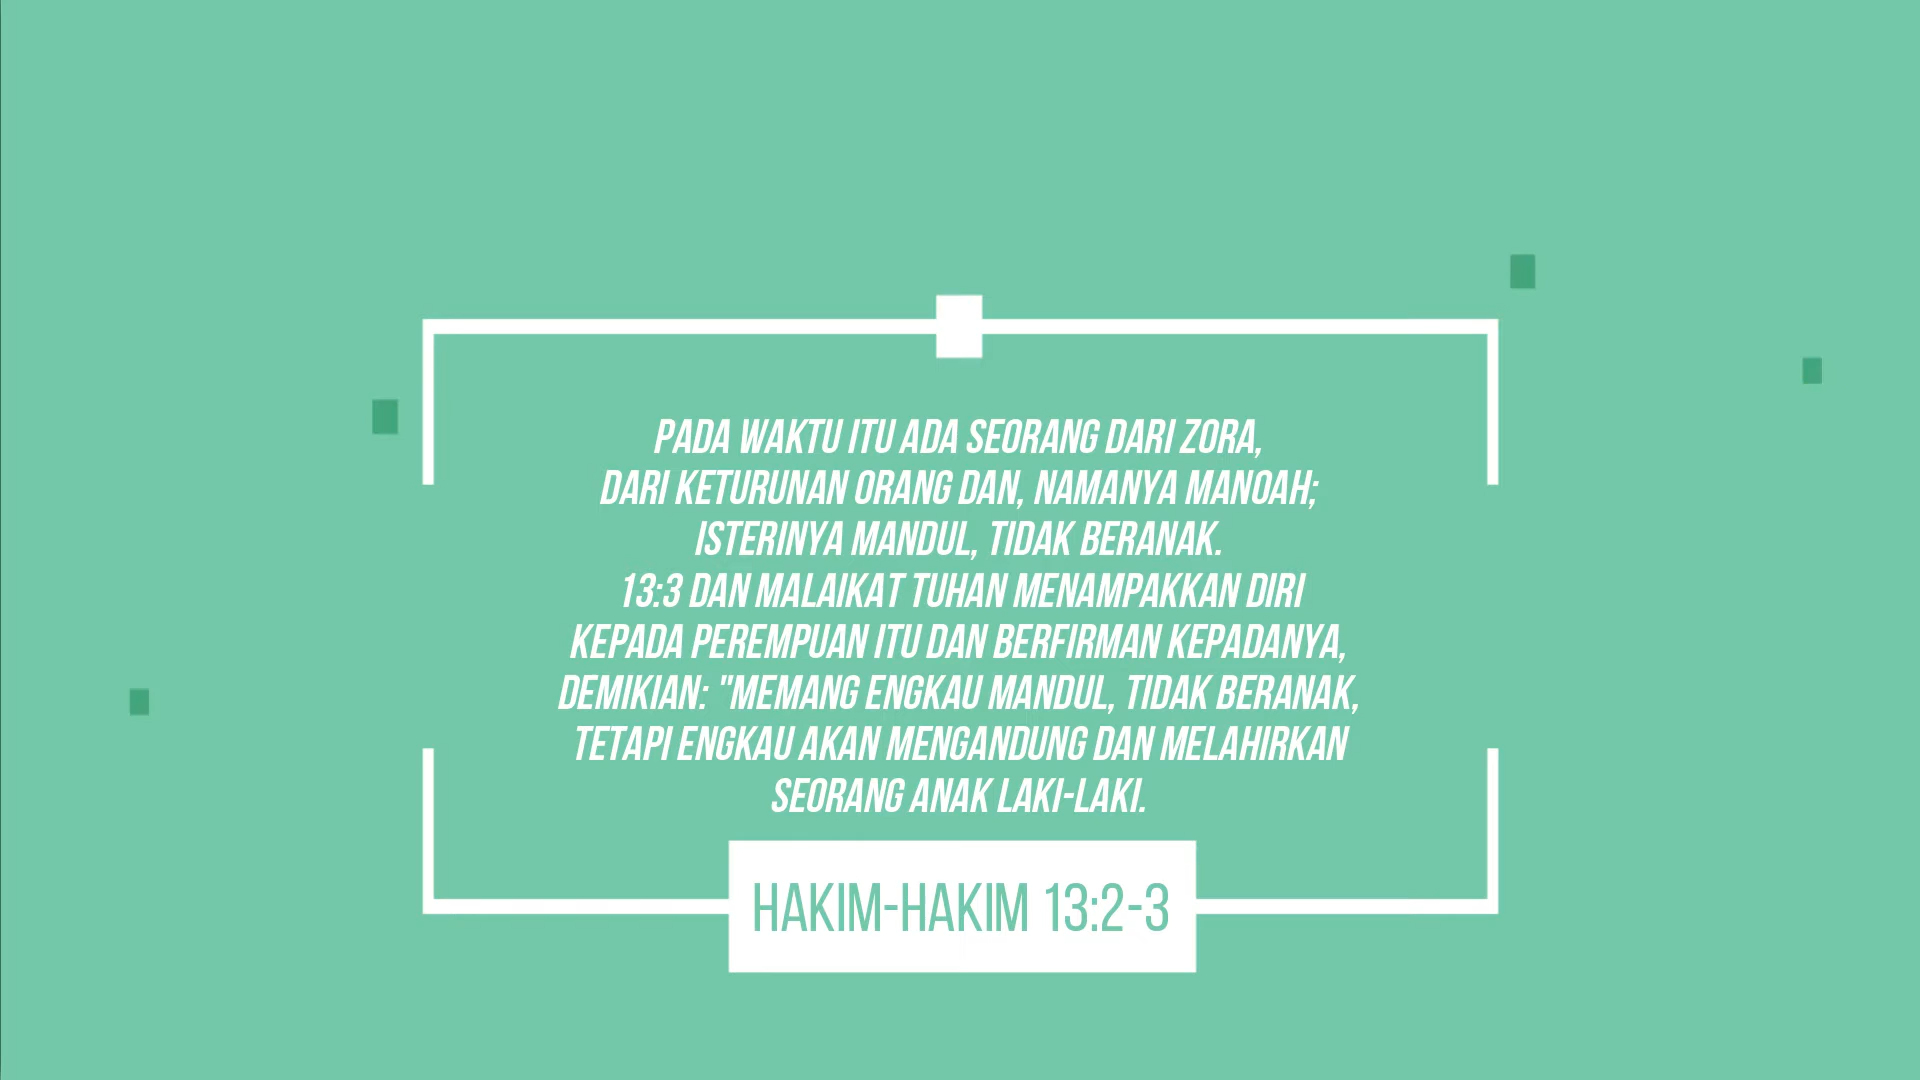 PADA WAKTU ITU ADA SEORANG DARI ZORA,
DARI KETURUNAN ORANG DAN, NAMANYA MANOAH;
ISTERINYA MANDUL, TIDAK BERANAK.
13:3 DAN MALAIKAT TUHAN MENAMPAKKAN DIRI
KEPADA PEREMPUAN ITU DAN BERFIRMAN KEPADANYA,
DEMIKIAN: "MEMANG ENGKAU MANDUL, TIDAK BERANAK,
TETAPI ENGKAU AKAN MENGANDUNG DAN MELAHIRKAN
SEORANG ANAK LAKI-LAKI.
HAKIM-HAKIM 13:2-3